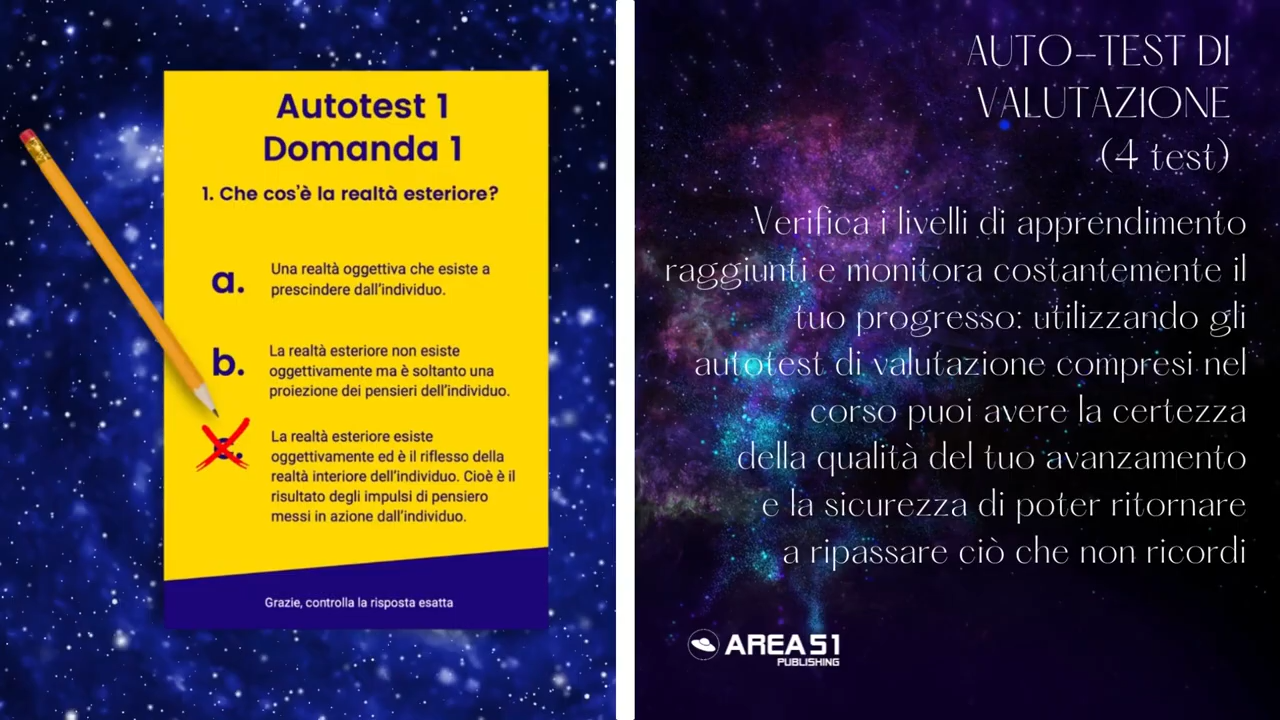 Autotest 1
Domanda 1
1. Che cos'è la realtà esteriore?
a.
Una realtà oggettiva che esiste a
prescindere dall'individuo.
b.
La realtà esteriore non esiste
oggettivamente ma è soltanto una
proiezione dei pensieri dell'individuo.
c.
La realtà esteriore esiste
oggettivamente ed è il riflesso della
realtà interiore dell'individuo. Cioè è il
risultato degli impulsi di pensiero
messi in azione dall'individuo.
Grazie, controlla la risposta esatta
AUTO-TEST DI
VALUTAZIONE
(4 test)
Verifica i livelli di apprendimento
raggiunti e monitora costantemente il
tuo progresso: utilizzando gli
autotest di valutazione compresi nel
corso puoi avere la certezza
della qualità del tuo avanzamento
e la sicurezza di poter ritornare
a ripassare ciò che non ricordi
AREA51
PUBLISHING